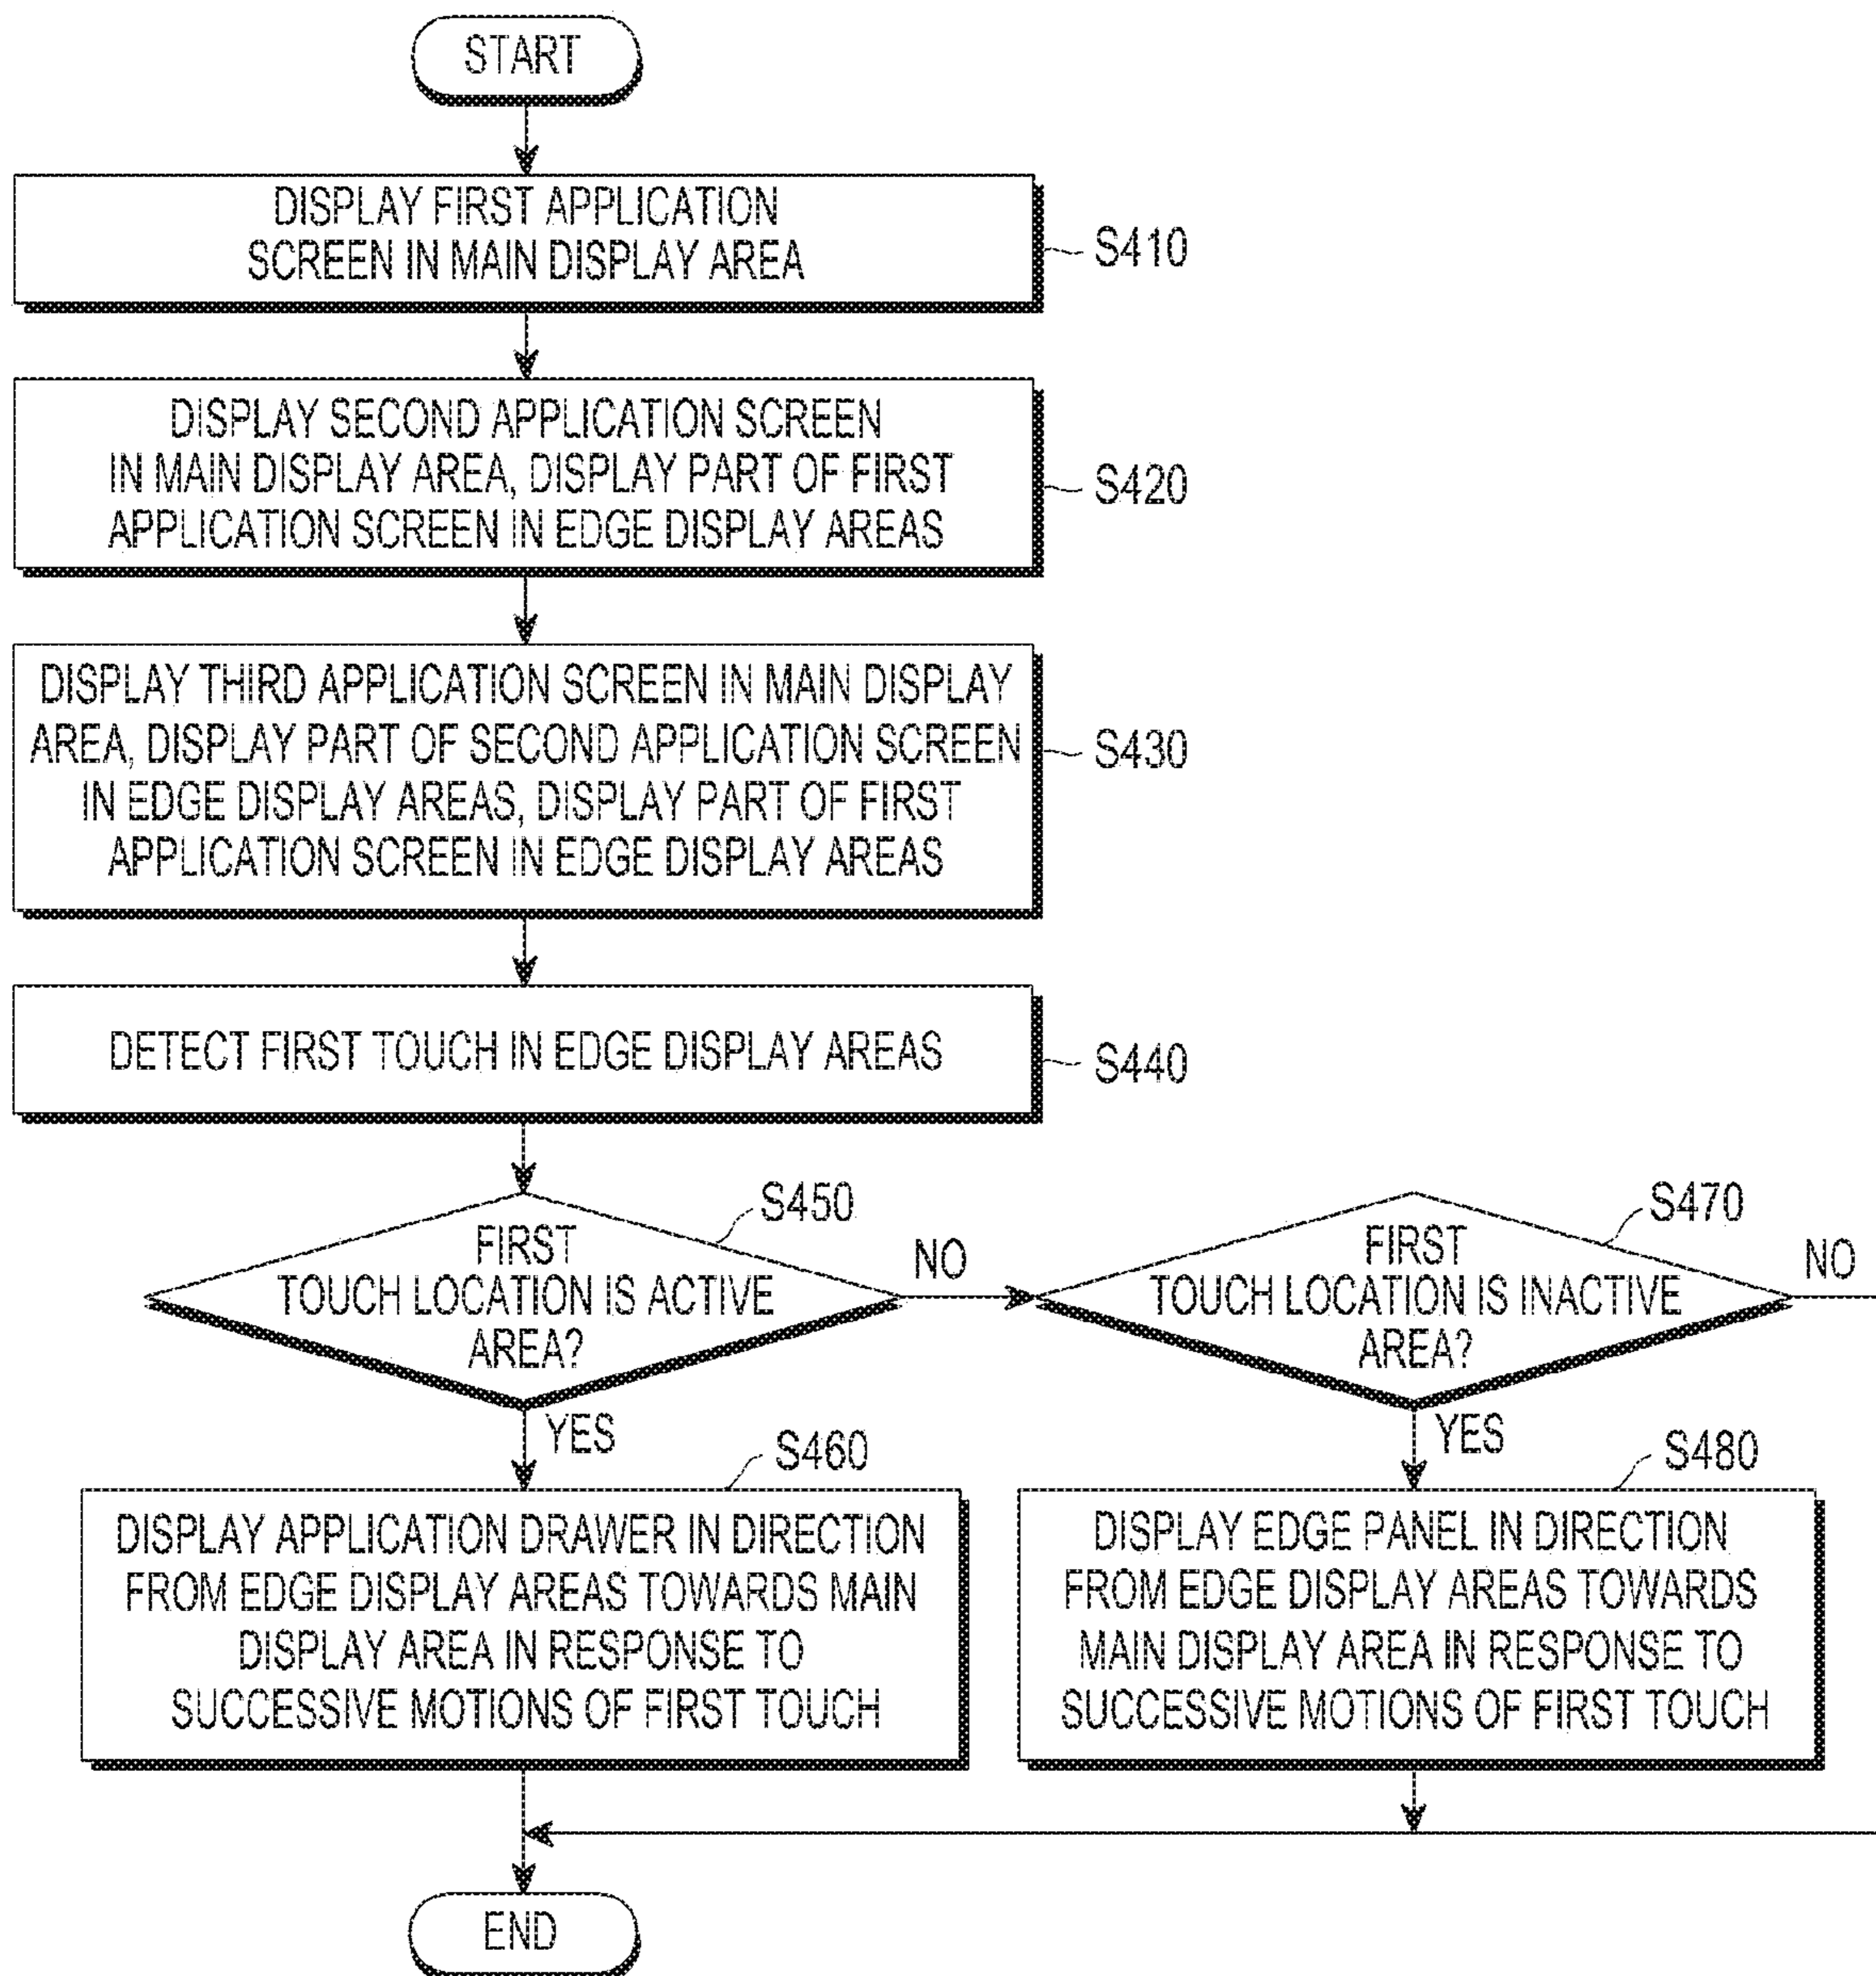 START
DISPLAY FIRST APPLICATION
SCREEN IN MAIN DISPLAY AREA
S410
DISPLAY SECOND APPLICATION SCREEN
IN MAIN DISPLAY AREA, DISPLAY PART OF FIRST
APPLICATION SCREEN IN EDGE DISPLAY AREAS
S420
DISPLAY THIRD APPLICATION SCREEN IN MAIN DISPLAY
AREA, DISPLAY PART OF SECOND APPLICATION SCREEN
IN EDGE DISPLAY AREAS, DISPLAY PART OF FIRST
APPLICATION SCREEN IN EDGE DISPLAY AREAS
S430
DETECT FIRST TOUCH IN EDGE DISPLAY AREAS
S440
S450
FIRST
TOUCH LOCATION IS ACTIVE
AREA?
NO
YES
S470
FIRST
TOUCH LOCATION IS INACTIVE
AREA?
NO
YES
S460
DISPLAY APPLICATION DRAWER IN DIRECTION
FROM EDGE DISPLAY AREAS TOWARDS MAIN
DISPLAY AREA IN RESPONSE TO
SUCCESSIVE MOTIONS OF FIRST TOUCH
S480
DISPLAY EDGE PANEL IN DIRECTION
FROM EDGE DISPLAY AREAS TOWARDS
MAIN DISPLAY AREA IN RESPONSE TO
SUCCESSIVE MOTIONS OF FIRST TOUCH
END